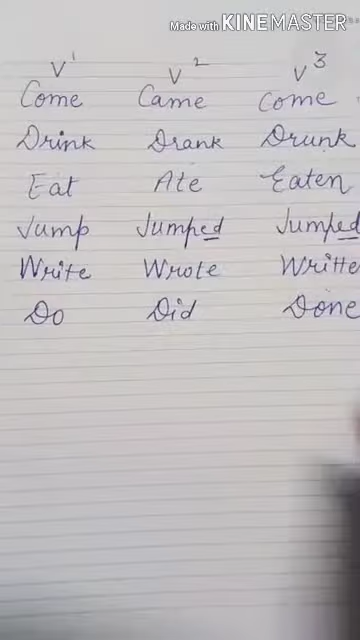 Made with KINEMASTER
V1 V2 V3
Come Came Come
Drink Drank Drunk
Eat Ate Eaten
Jump Jumped Jumped
Write Wrote Writte
Do Did Done